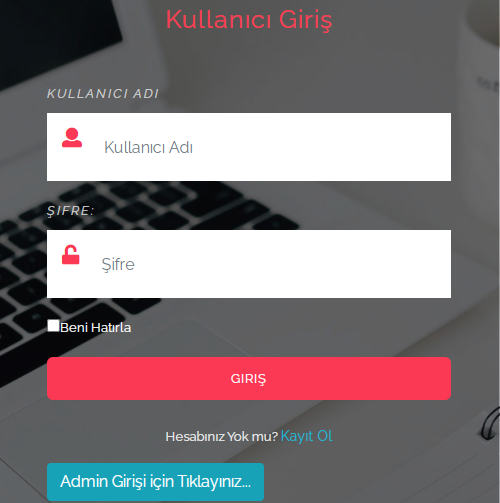 Kullanıcı Giriş
KULLANICI ADI
Kullanıcı Adı
ŞIFRE:
Şifre
Beni Hatırla
GIRIŞ
Hesabınız Yok mu? Kayıt Ol
Admin Girişi için Tıklayınız...